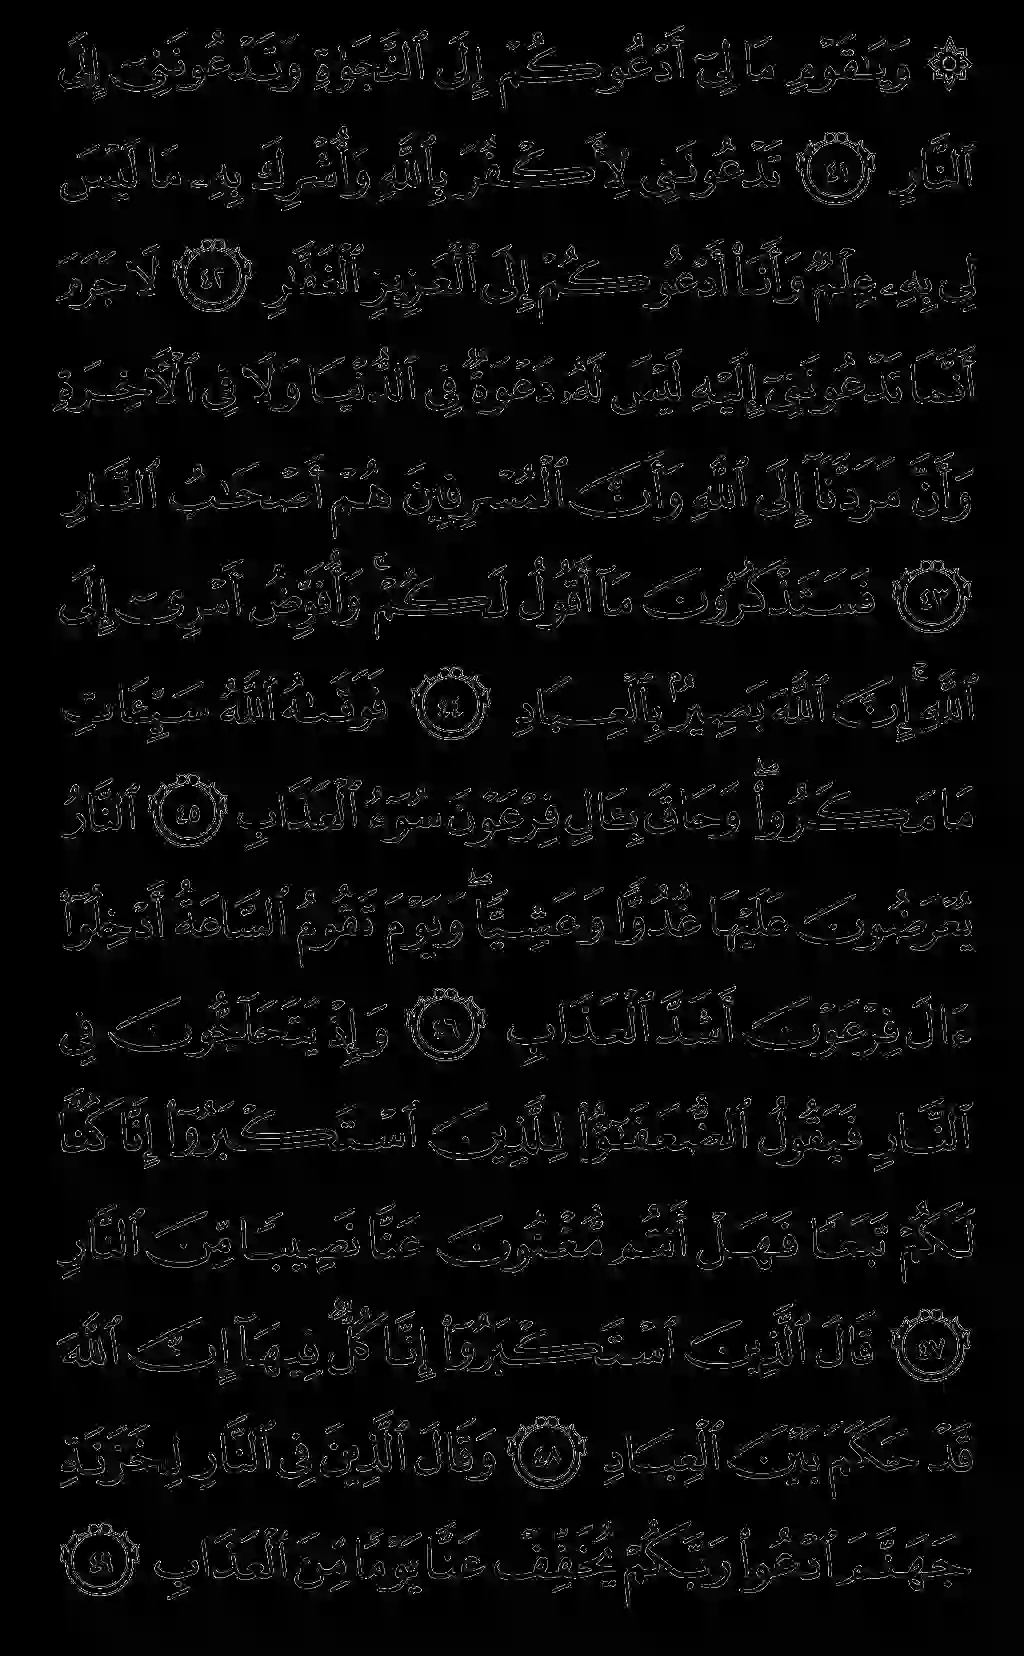 ۞ وَيَٰقَوْمِ مَا لِيٓ أَدْعُوكُمْ إِلَى ٱلنَّجَوٰةِ وَتَدْعُونَنِيٓ إِلَى
ٱلنَّارِ ٤١ تَدْعُونَنِي لِأَكْفُرَ بِٱللَّهِ وَأُشْرِكَ بِهِۦ مَا لَيْسَ
لِي بِهِۦ عِلْمٌ وَأَنَا۠ أَدْعُوكُمْ إِلَى ٱلْعَزِيزِ ٱلْغَفَّٰرِ ٤٢ لَا جَرَمَ
أَنَّمَا تَدْعُونَنِيٓ إِلَيْهِ لَيْسَ لَهُۥ دَعْوَةٌ فِي ٱلدُّنْيَا وَلَا فِي ٱلْأٓخِرَةِ
وَأَنَّ مَرَدَّنَآ إِلَى ٱللَّهِ وَأَنَّ ٱلْمُسْرِفِينَ هُمْ أَصْحَٰبُ ٱلنَّارِ
٤٣ فَسَتَذْكُرُونَ مَآ أَقُولُ لَكُمْۚ وَأُفَوِّضُ أَمْرِيٓ إِلَى
ٱللَّهِۚ إِنَّ ٱللَّهَ بَصِيرُۢ بِٱلْعِبَادِ ٤٤ فَوَقَىٰهُ ٱللَّهُ سَيِّـَٔاتِ
مَا مَكَرُوا۟ۖ وَحَاقَ بِـَٔالِ فِرْعَوْنَ سُوٓءُ ٱلْعَذَابِ ٤٥ ٱلنَّارُ
يُعْرَضُونَ عَلَيْهَا غُدُوًّا وَعَشِيًّاۖ وَيَوْمَ تَقُومُ ٱلسَّاعَةُ أَدْخِلُوٓا۟
ءَالَ فِرْعَوْنَ أَشَدَّ ٱلْعَذَابِ ٤٦ وَإِذْ يَتَحَآجُّونَ فِي
ٱلنَّارِ فَيَقُولُ ٱلضُّعَفَٰٓؤُا۟ لِلَّذِينَ ٱسْتَكْبَرُوٓا۟ إِنَّا كُنَّا
لَكُمْ تَبَعًا فَهَلْ أَنتُم مُّغْنُونَ عَنَّا نَصِيبًا مِّنَ ٱلنَّارِ
٤٧ قَالَ ٱلَّذِينَ ٱسْتَكْبَرُوٓا۟ إِنَّا كُلٌّ فِيهَآ إِنَّ ٱللَّهَ
قَدْ حَكَمَ بَيْنَ ٱلْعِبَادِ ٤٨ وَقَالَ ٱلَّذِينَ فِي ٱلنَّارِ لِخَزَنَةِ
جَهَنَّمَ ٱدْعُوا۟ رَبَّكُمْ يُخَفِّفْ عَنَّا يَوْمًا مِّنَ ٱلْعَذَابِ ٤٩